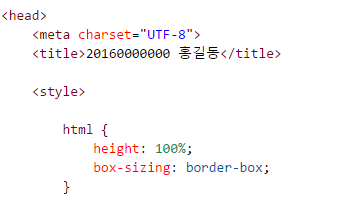 <head>
<meta charset="UTF-8">
<title>20160000000 홍길동</title>
<style>
html {
height: 100%;
box-sizing: border-box;
}